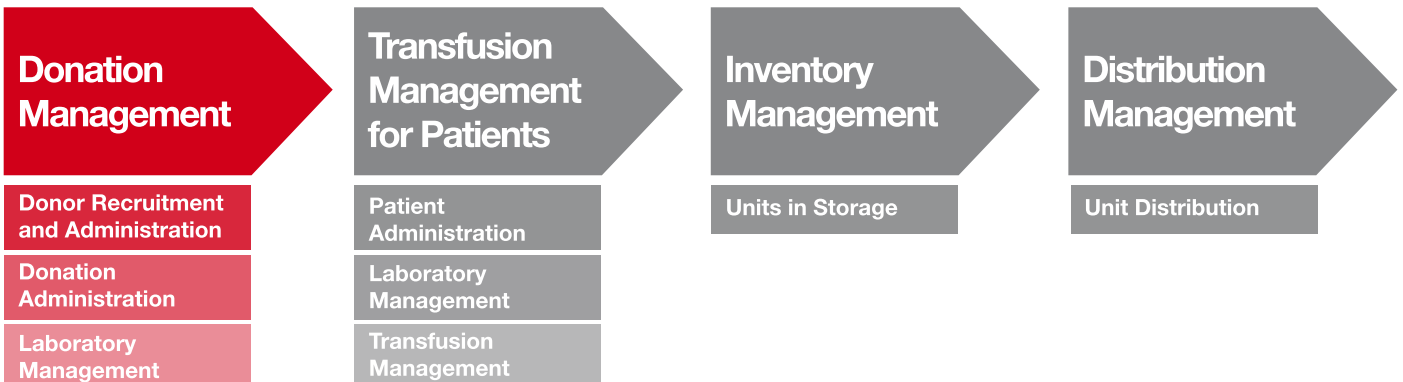 Donation
Management
Transfusion
Management
for Patients
Inventory
Management
Distribution
Management
Donor Recruitment
and Administration
Donation
Administration
Laboratory
Management
Patient
Administration
Laboratory
Management
Transfusion
Management
Units in Storage
Unit Distribution